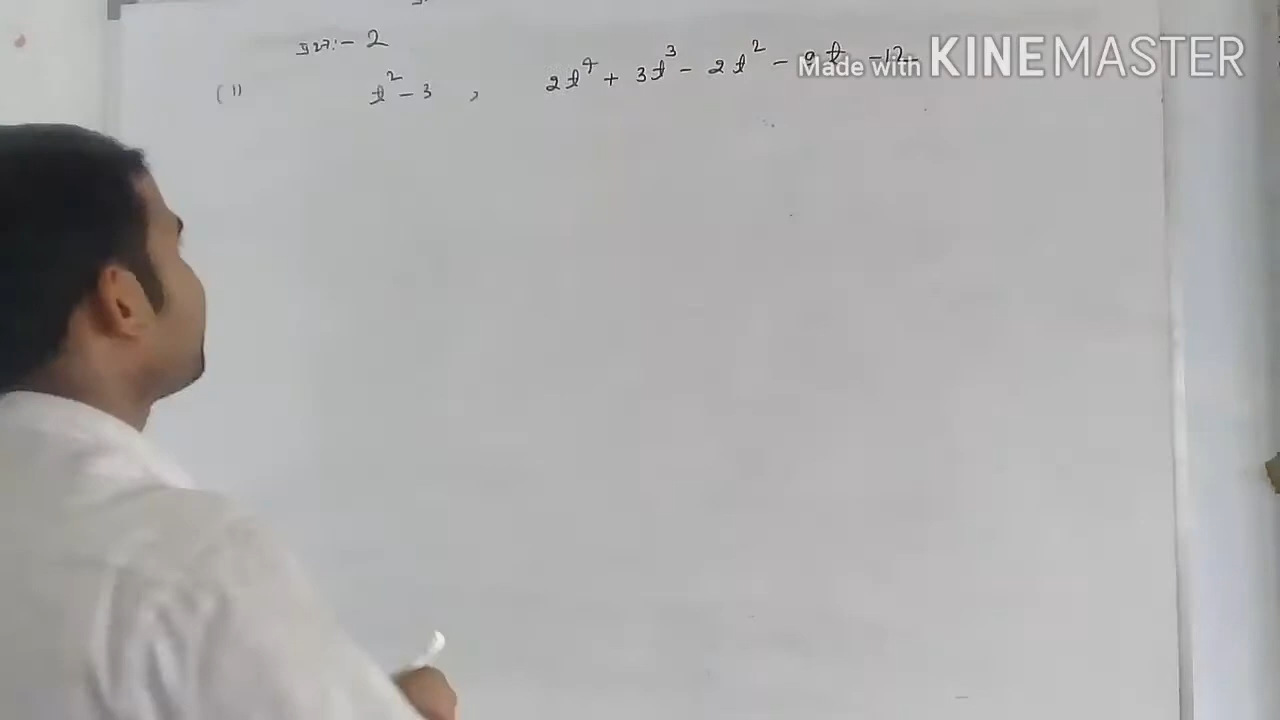 प्रश्न:- 2
(1) t² - 3 , 2t⁴ + 3t³ - 2t² - 9t - 12
Made with KINEMASTER